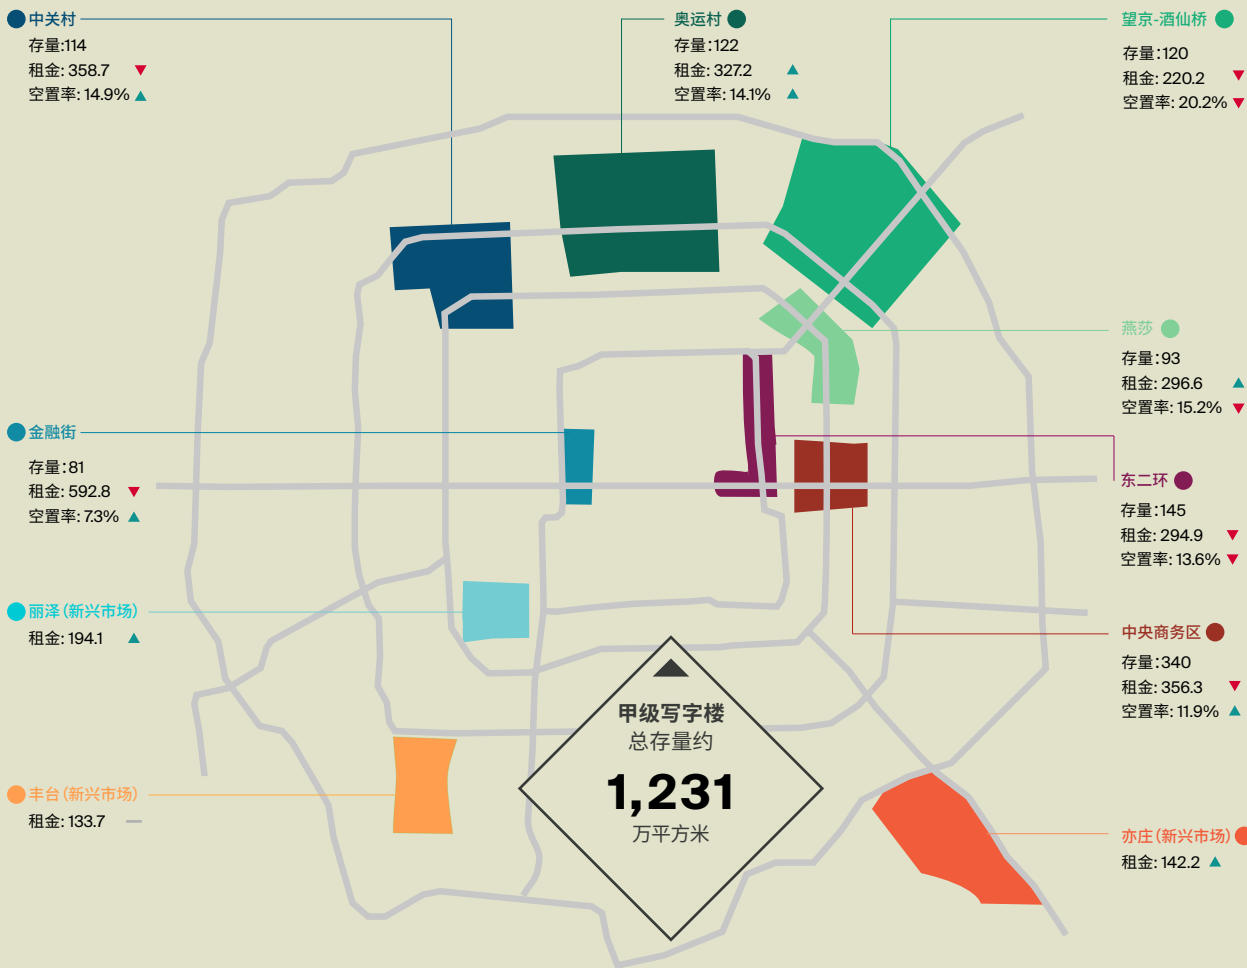 中关村
存量:114
租金: 358.7
空置率: 14.9%
奥运村
存量:122
租金: 327.2
空置率: 14.1%
望京-酒仙桥
存量:120
租金: 220.2
空置率: 20.2%
燕莎
存量:93
租金: 296.6
空置率: 15.2%
金融街
存量:81
租金: 592.8
空置率: 7.3%
东二环
存量:145
租金: 294.9
空置率: 13.6%
丽泽（新兴市场）
租金: 194.1
中央商务区
存量:340
租金: 356.3
空置率: 11.9%
甲级写字楼
总存量约
1,231
万平方米
丰台（新兴市场）
租金: 133.7
亦庄（新兴市场）
租金: 142.2